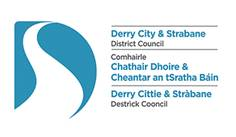 Derry City & Strabane
District Council
Comhairle
Chathair Dhoire &
Cheantar an tSratha Báin
Derry Cittie & Stràbane
Destrick Cooncil